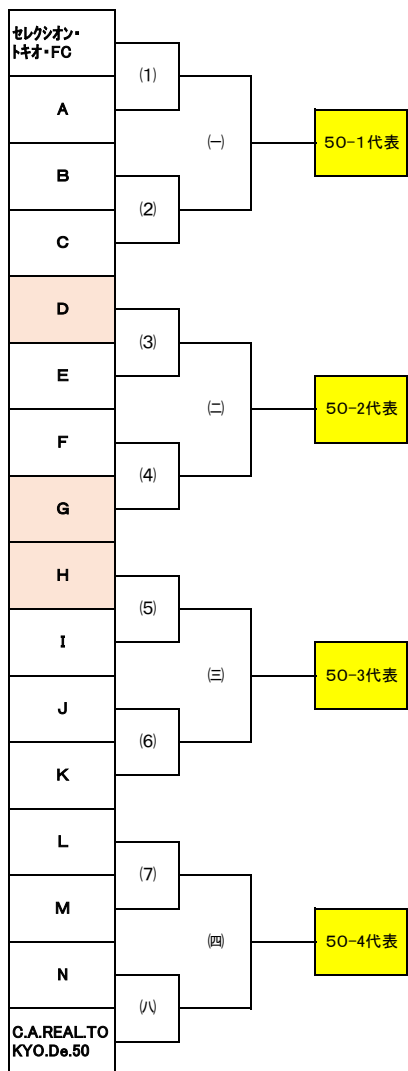 セレクシオン・
トキオ・FC
A
B
C
D
E
F
G
H
I
J
K
L
M
N
C.A.REAL.TO
KYO.De.50
(1)
(2)
(3)
(4)
(5)
(6)
(7)
(八)
㈠
㈡
㈢
㈣
50-1代表
50-2代表
50-3代表
50-4代表